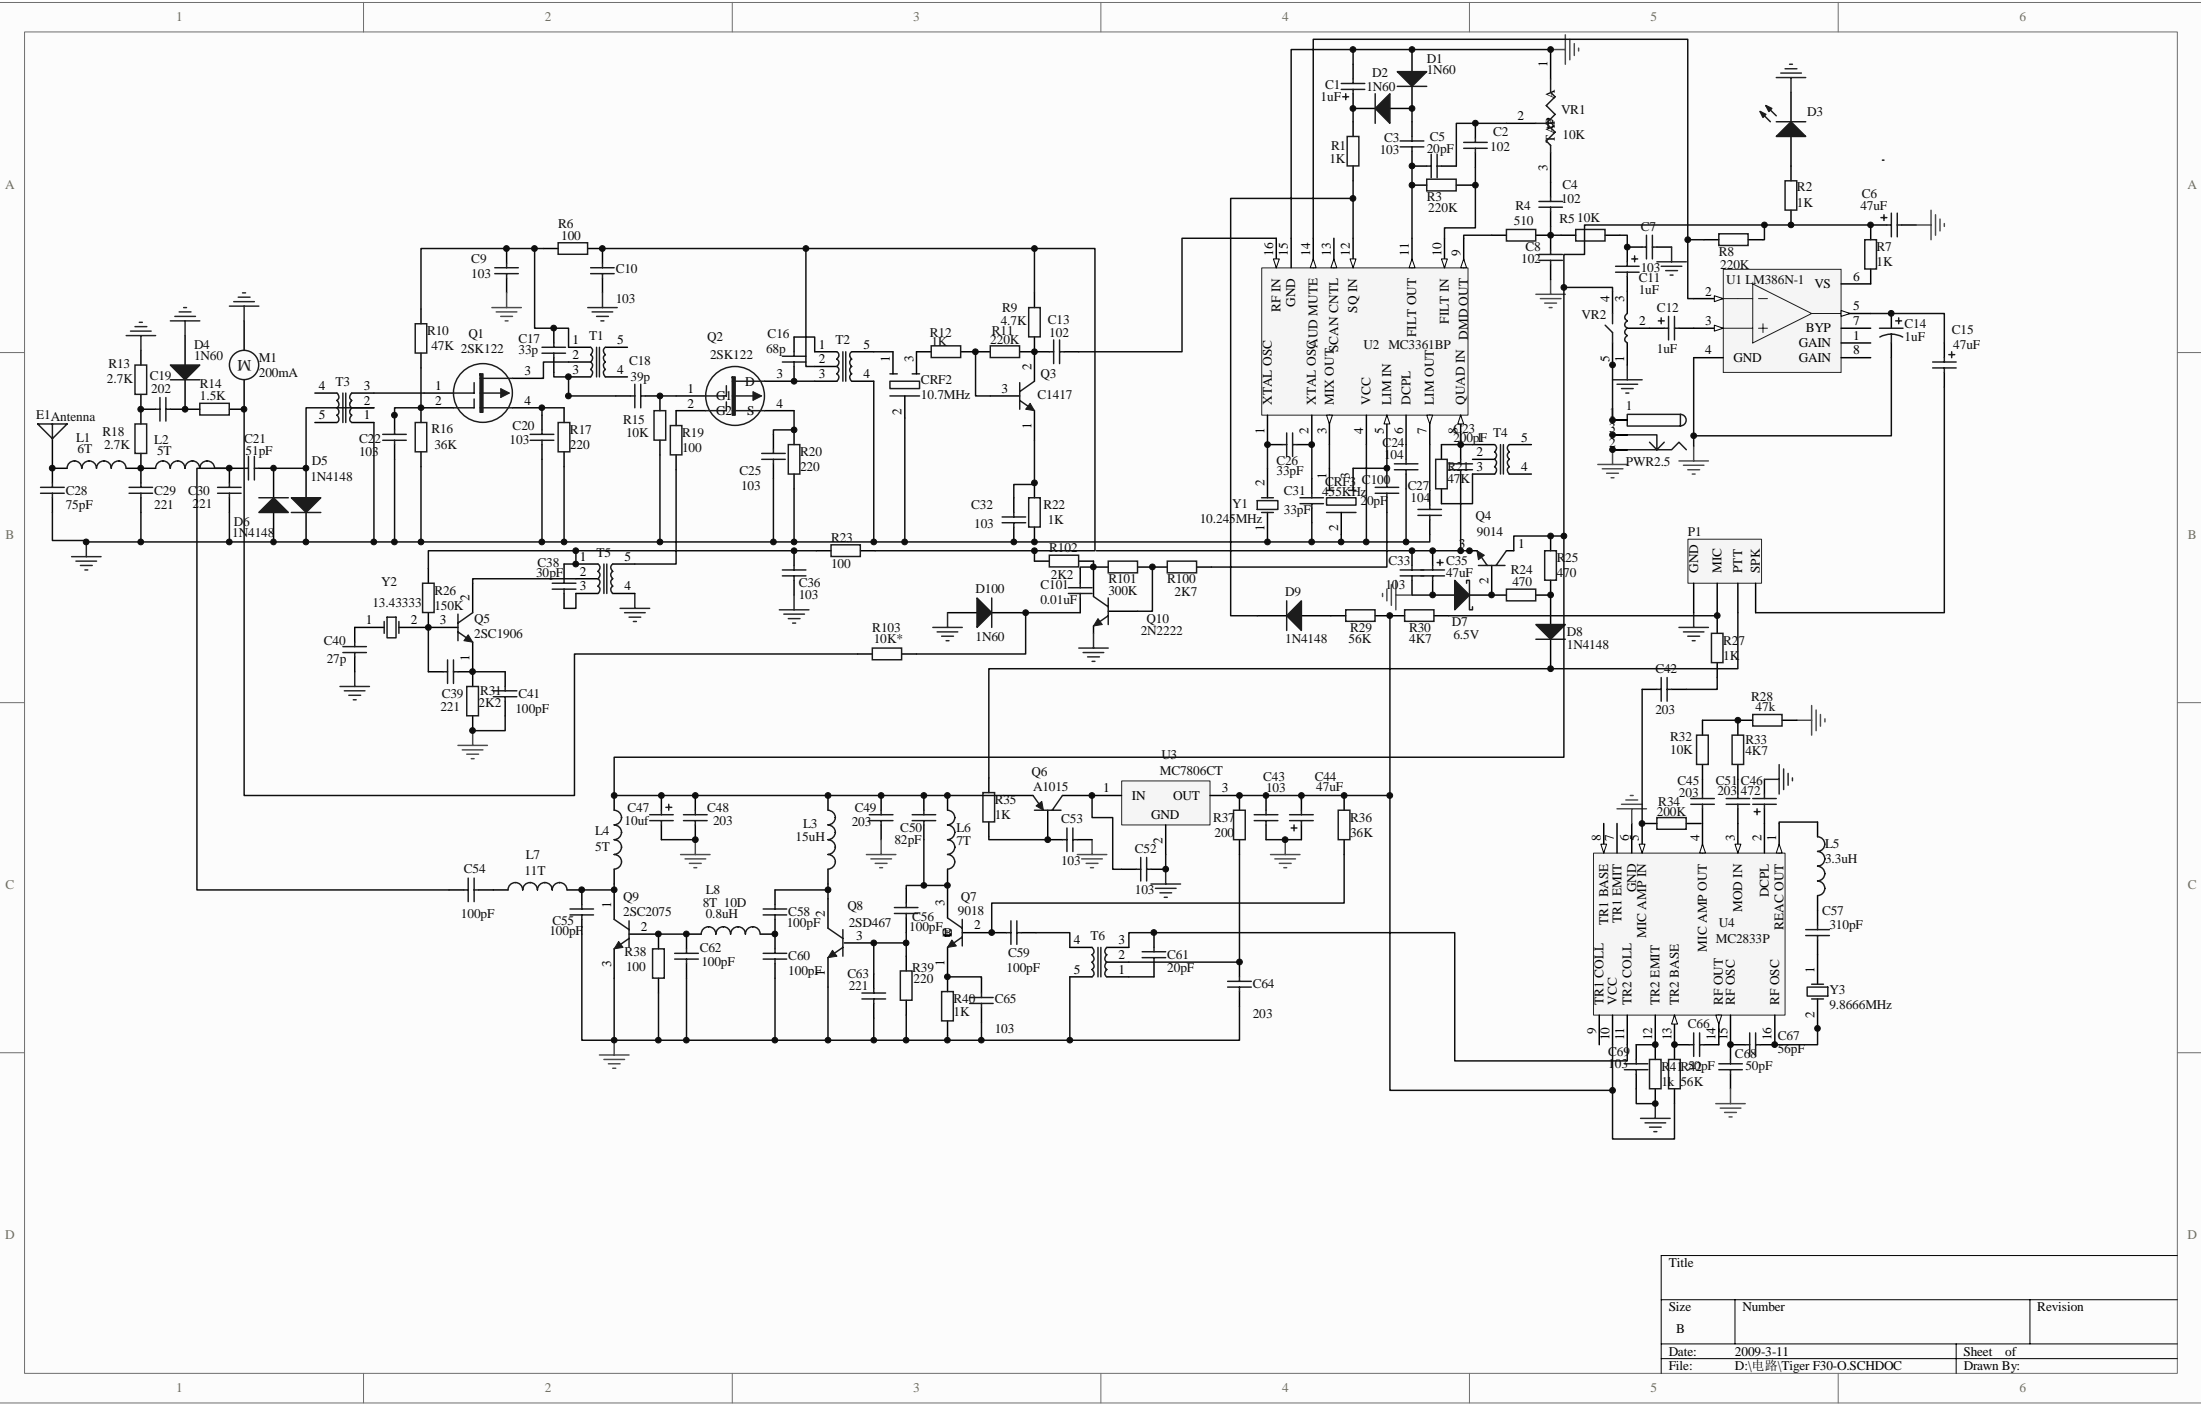 1 2 3 4 5 6
A A
B B
C C
D D
E1 Antenna
L1
6T
C28
75pF
R13
2.7K
R18
2.7K
C19
202
D4
1N60
R14
1.5K
M1
200mA
M
L2
5T
C29
221
C30
221
C21
51pF
D6
1N4148
D5
1N4148
T3
C22
103
R10
47K
R16
36K
Q1
2SK122
R6
100
C9
103
C10
103
C17
33p
T1
C18
39p
C20
103
R17
220
R15
10K
R19
100
Q2
2SK122
G1
G2
D
S
C16
68p
T2
C25
103
R20
220
CRF2
10.7MHz
R12
1K
R11
220K
R9
4.7K
C13
102
Q3
C1417
C32
103
R22
1K
R23
100
C36
103
C38
30pF
T5
Y2
13.43333
R26
150K
Q5
2SC1906
C40
27p
C39
221
R31
2K2
C41
100pF
R102
2K2
C101
0.01uF
R101
300K
R100
2K7
Q10
2N2222
D100
1N60
R103
10K*
C1
1uF
D2
1N60
D1
1N60
R1
1K
C3
103
C5
20pF
R3
220K
C2
102
VR1
10K
C4
102
R4
510
R5 10K
C8
102
C7
103
C11
1uF
VR2
C12
1uF
R8
220K
D3
R2
1K
C6
47uF
R7
1K
U1 LM386N-1
VS
BYP
GAIN
GAIN
GND
C14
1uF
C15
47uF
PWR2.5
RF IN
GND
AUD MUTE
SCAN CNTL
SQ IN
FILT OUT
FILT IN
DMD OUT
U2 MC3361BP
XTAL OSC
XTAL OSC
MIX OUT
VCC
LIM IN
DCPL
LIM OUT
QUAD IN
Y1
10.245MHz
C26
33pF
C31
33pF
CRF3
455KHz
C100
20pF
C24
104
C27
104
C23
200pF
R21
47K
T4
Q4
9014
C33
103
C35
47uF
R24
470
R25
470
D7
6.5V
D8
1N4148
D9
1N4148
R29
56K
R30
4K7
P1
GND
MIC
PTT
SPK
R27
1K
C42
203
R28
47k
R32
10K
R33
4K7
C45
203
C51
203
C46
472
R34
200K
TR1 BASE
TR1 EMIT
GND
MIC AMP IN
MIC AMP OUT
MOD IN
DCPL
REAC OUT
U4
MC2833P
TR1 COLL
VCC
TR2 COLL
TR2 EMIT
TR2 BASE
RF OUT
RF OSC
RF OSC
L5
3.3uH
C57
310pF
Y3
9.8666MHz
C66
C67
56pF
C68
50pF
C69
103
1k
56K
C54
100pF
L7
11T
C55
100pF
L4
5T
C47
10uf
C48
203
Q9
2SC2075
R38
100
C62
100pF
L8
8T 10D
0.8uH
L3
15uH
C58
100pF
C60
100pF
Q8
2SD467
C49
203
C50
82pF
L6
7T
C56
100pF
C63
221
R39
220
Q7
9018
R40
1K
C65
103
C59
100pF
T6
C61
20pF
C64
203
R35
1K
Q6
A1015
C53
103
U3
MC7806CT
IN OUT
GND
C52
103
R37
200
C43
103
C44
47uF
R36
36K
Title
Size Number Revision
B
Date: 2009-3-11 Sheet of
File: D:\电路\Tiger F30-O.SCHDOC Drawn By:
1 2 3 4 5 6